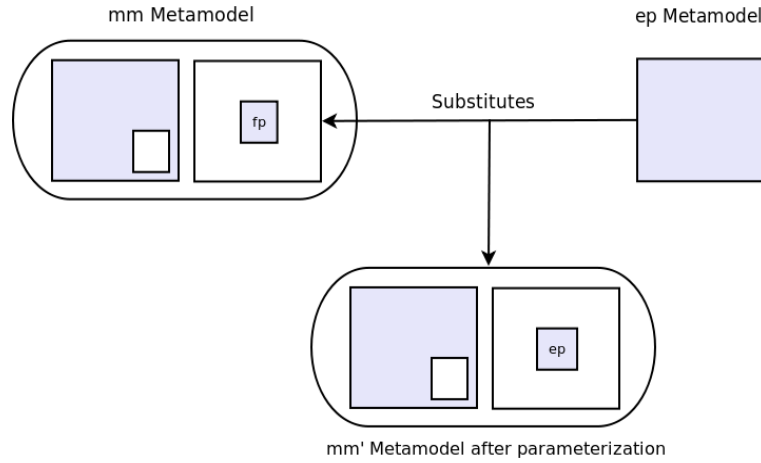 mm Metamodel
ep Metamodel
fp
Substitutes
ep
mm' Metamodel after parameterization